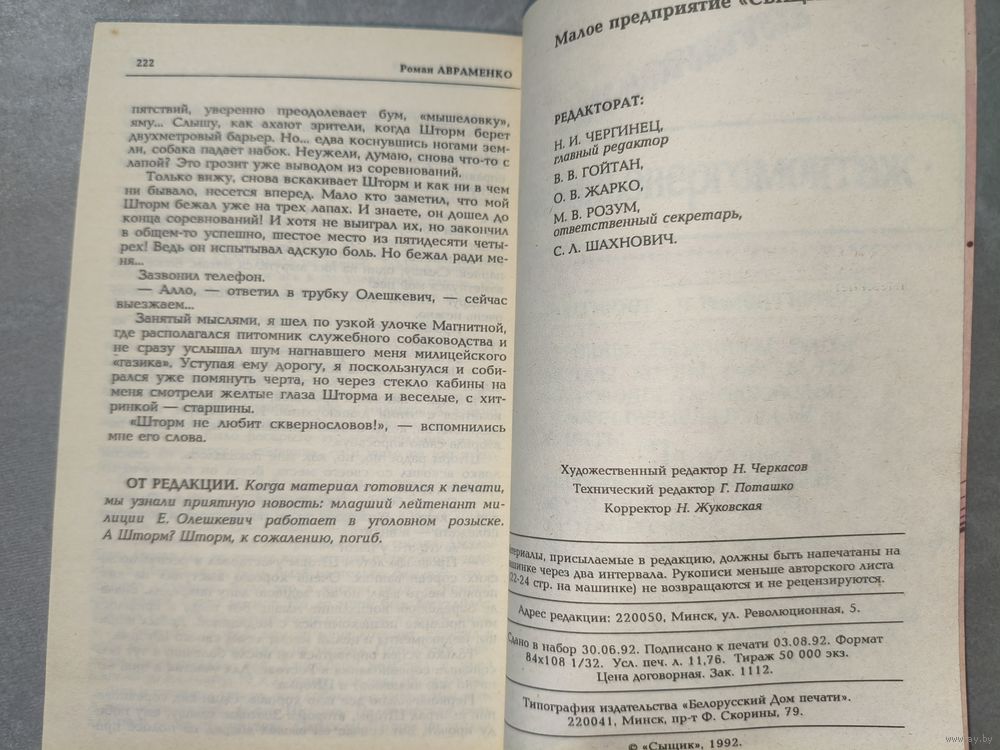 222
Роман АВРАМЕНКО
пятствий, уверенно преодолевает бум, «мышеловку»,
яму... Слышу, как ахают зрители, когда Шторм берет
двухметровый барьер. Но... едва коснувшись ногами зем-
ли, собака падает набок. Неужели, думаю, снова что-то с
лапой? Это грозит уже выводом из соревнований.
Только вижу, снова вскакивает Шторм и как ни в чем
ни бывало, несется вперед. Мало кто заметил, что мой
Шторм бежал уже на трех лапах. И знаете, он дошел до
конца соревнований! И хотя не выиграл их, но закончил
в общем-то успешно, шестое место из пятидесяти четы-
рех! Ведь он испытывал адскую боль. Но бежал ради ме-
ня...
Зазвонил телефон.
— Алло, — ответил в трубку Олешкевич, — сейчас
выезжаем...
Занятый мыслями, я шел по узкой улочке Магнитной,
где располагался питомник служебного собаководства и
не сразу услышал шум нагнавшего меня милицейского
«газика», Уступая ему дорогу, я поскользнулся и соби-
рался уже помянуть черта, но через стекло кабины на
меня смотрели желтые глаза Шторма и веселые, с хит-
ринкой — старшины.
«Шторм не любит сквернословов!», — вспомнились
мне его слова.
ОТ РЕДАКЦИИ. Когда материал готовился к печати,
мы узнали приятную новость: младший лейтенант ми-
лиции Е. Олешкевич работает в уголовном розыске.
А Шторм? Шторм, к сожалению, погиб.
Малое предприятие
РЕДАКТОРАТ:
Н. И. ЧЕРГИНЕЦ,
главный редактор
В. В. ГОЙТАН,
О. В. ЖАРКО,
М. В. РОЗУМ,
ответственный секретарь,
С. Л. ШАХНОВИЧ.
Художественный редактор Н. Черкасов
Технический редактор Г. Поташко
Корректор Н. Жуковская
присылаемые в редакцию, должны быть напечатаны на
через два интервала. Рукописи меньше авторского листа
(22-24 стр. на машинке) не возвращаются и не рецензируются.
Адрес редакции: 220050, Минск, ул. Революционная, 5.
Сдано в набор 30.06.92. Подписано к печати 03.08.92. Формат
84х108 1/32. Усл. печ. л. 11,76. Тираж 50 000 экз.
Цена договорная. Зак. 1112.
Типография издательства «Белорусский Дом печати».
220041, Минск, пр-т Ф. Скорины, 79.
© «Сыщик», 1992.
www.ay.by